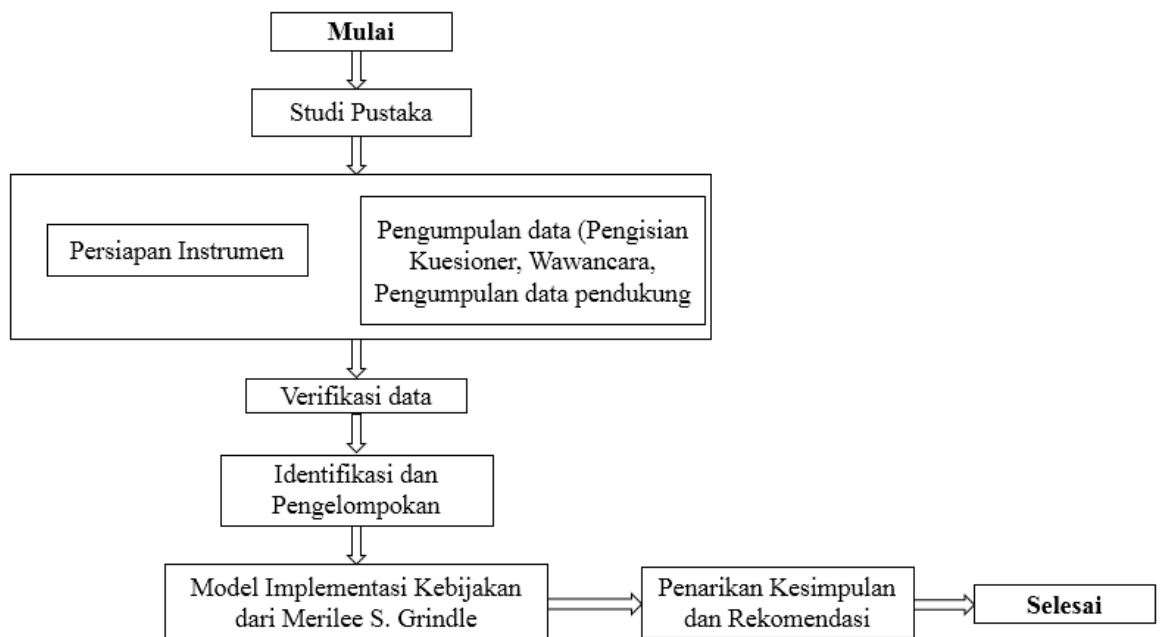 Mulai
Studi Pustaka
Persiapan Instrumen
Pengumpulan data (Pengisian
Kuesioner, Wawancara,
Pengumpulan data pendukung
Verifikasi data
Identifikasi dan
Pengelompokan
Model Implementasi Kebijakan
dari Merilee S. Grindle
Penarikan Kesimpulan
dan Rekomendasi
Selesai